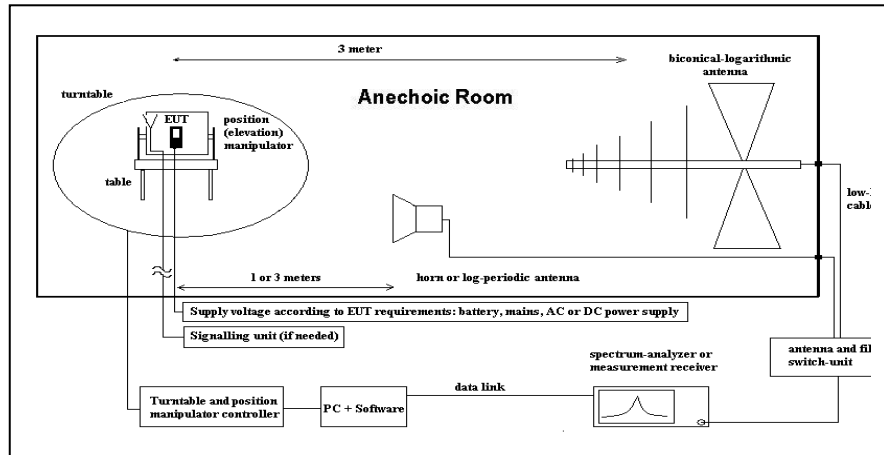 3 meter
biconical-logarithmic
antenna
turntable
Anechoic Room
EUT
position
(elevation)
manipulator
table
cable
1 or 3 meters
horn or log-periodic antenna
Supply voltage according to EUT requirements: battery, mains, AC or DC power supply
Signalling unit (if needed)
spectrum-analyzer or
measurement receiver
antenna and
switch-unit
data link
Turntable and position
manipulator controller
PC + Software